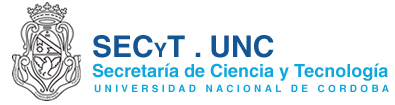 SECyT . UNC
Secretaría de Ciencia y Tecnología
UNIVERSIDAD NACIONAL DE CORDOBA